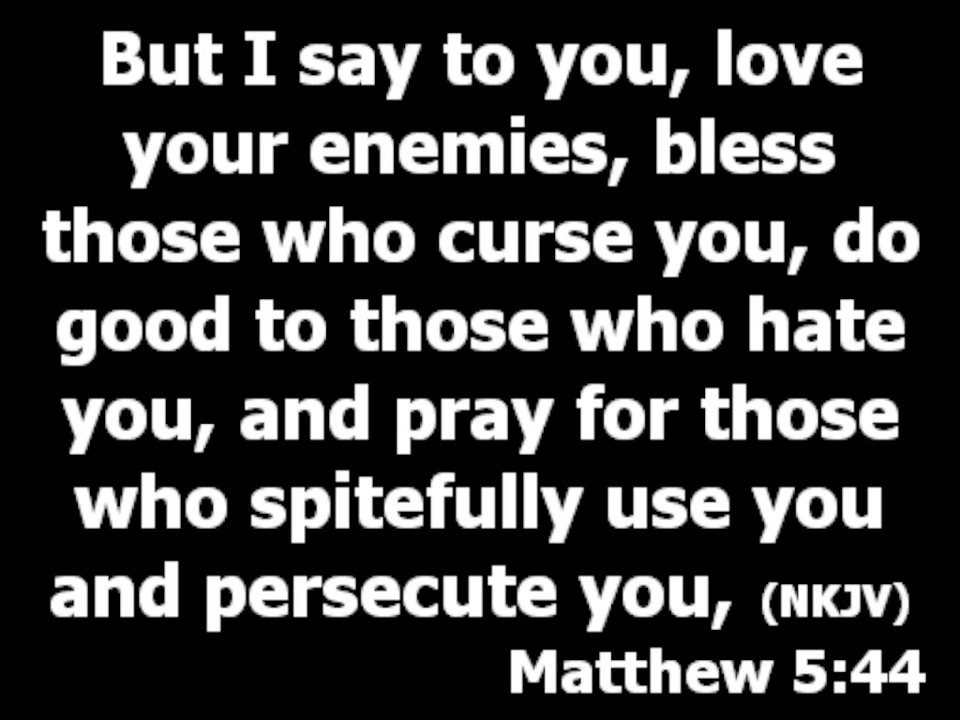 But I say to you, love
your enemies, bless
those who curse you, do
good to those who hate
you, and pray for those
who spitefully use you
and persecute you, (NKJV)
Matthew 5:44